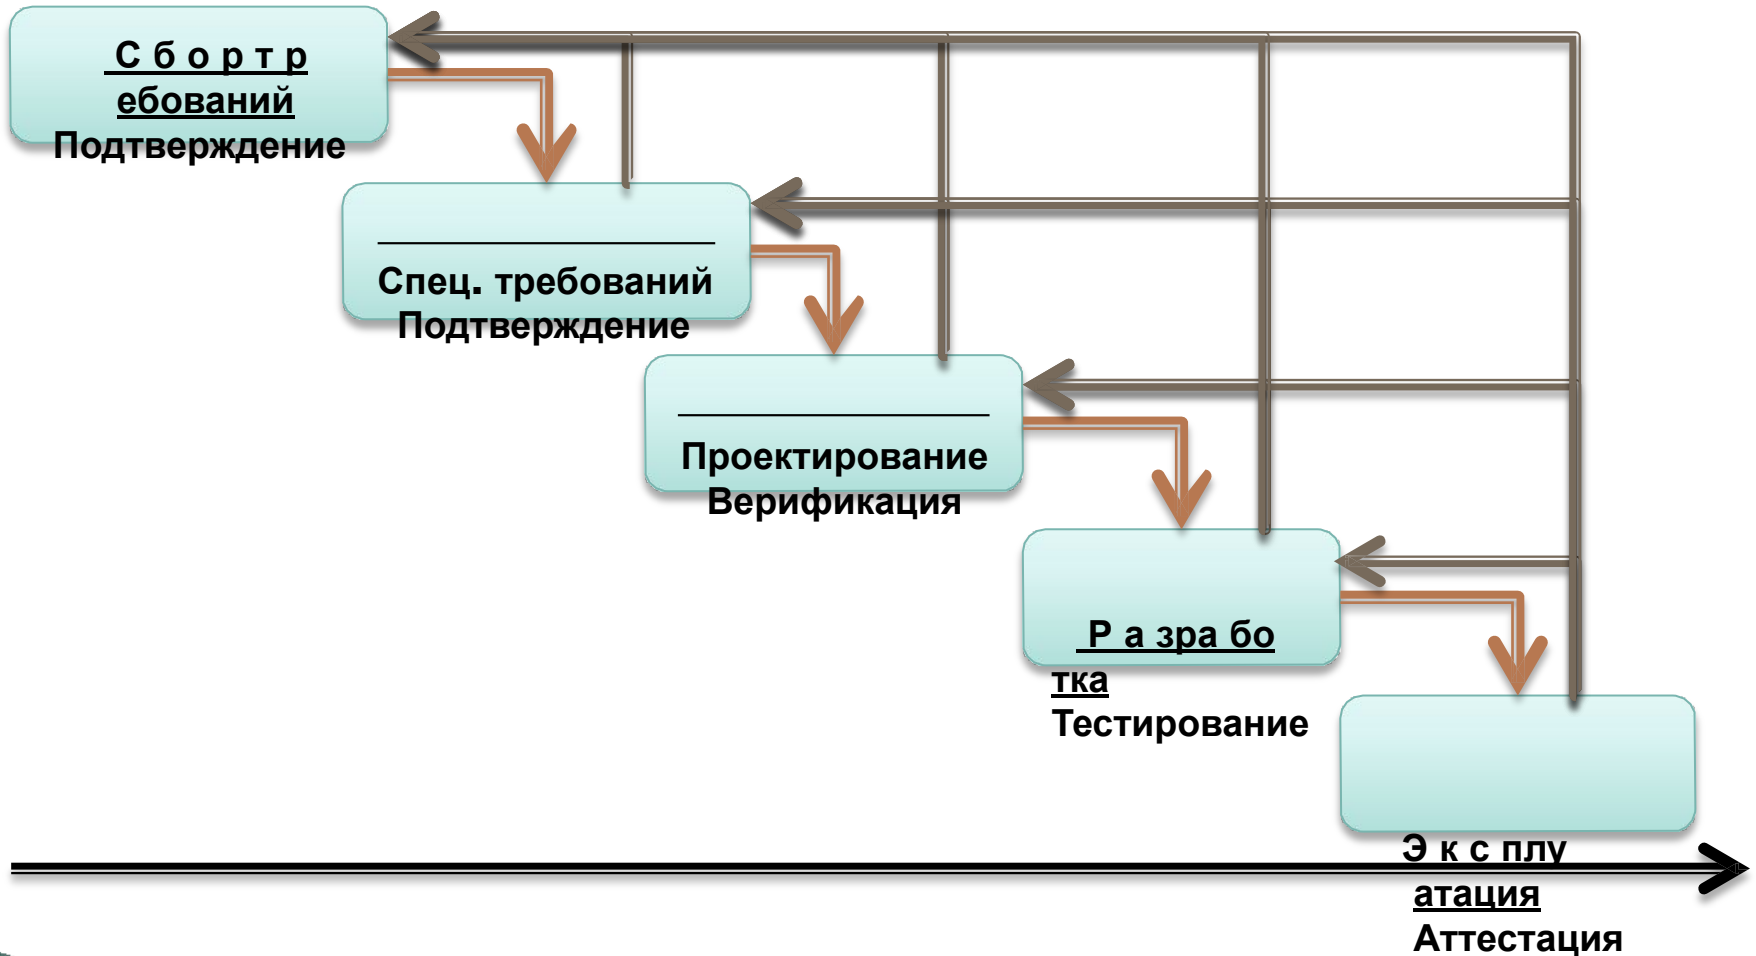 С б о р т р
ебований
Подтверждение
Спец. требований
Подтверждение
Проектирование
Верификация
Р а зра бо
тка
Тестирование
Э к с плу
атация
Аттестация